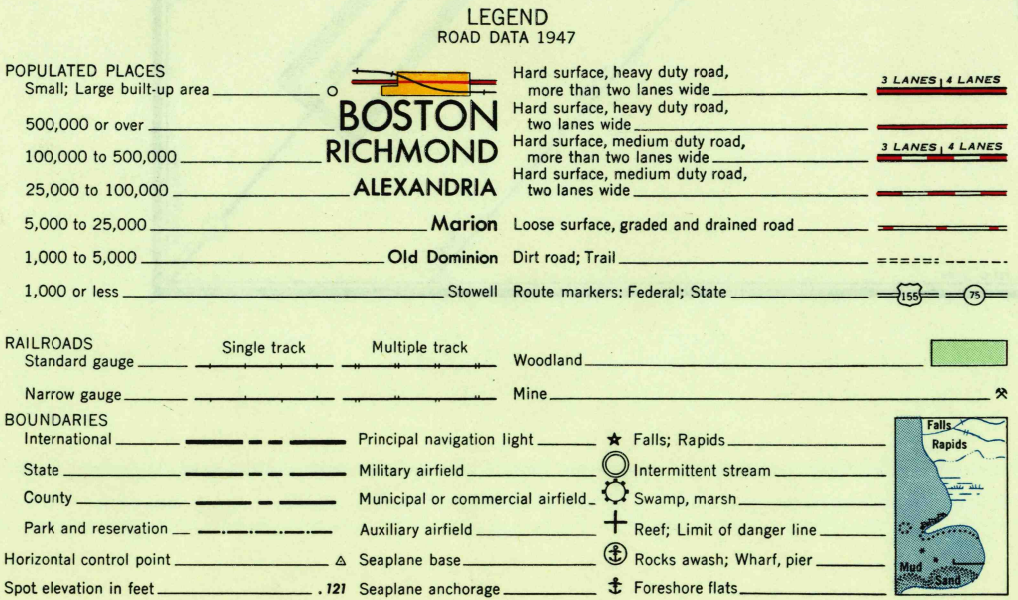 LEGEND
ROAD DATA 1947
POPULATED PLACES
Small; Large built-up area
500,000 or over BOSTON
100,000 to 500,000 RICHMOND
25,000 to 100,000 ALEXANDRIA
5,000 to 25,000 Marion
1,000 to 5,000 Old Dominion
1,000 or less Stowell
Hard surface, heavy duty road,
more than two lanes wide 3 LANES 4 LANES
Hard surface, heavy duty road,
two lanes wide
Hard surface, medium duty road,
more than two lanes wide 3 LANES 4 LANES
Hard surface, medium duty road,
two lanes wide
Loose surface, graded and drained road
Dirt road; Trail
Route markers: Federal; State 155 75
RAILROADS Single track Multiple track
Standard gauge
Narrow gauge
Woodland
Mine
BOUNDARIES
International
State
County
Park and reservation
Horizontal control point
Spot elevation in feet .121
Principal navigation light
Military airfield
Municipal or commercial airfield
Auxiliary airfield
Seaplane base
Seaplane anchorage
Falls; Rapids
Intermittent stream
Swamp, marsh
Reef; Limit of danger line
Rocks awash; Wharf, pier
Foreshore flats
Falls
Rapids
Mud
Sand